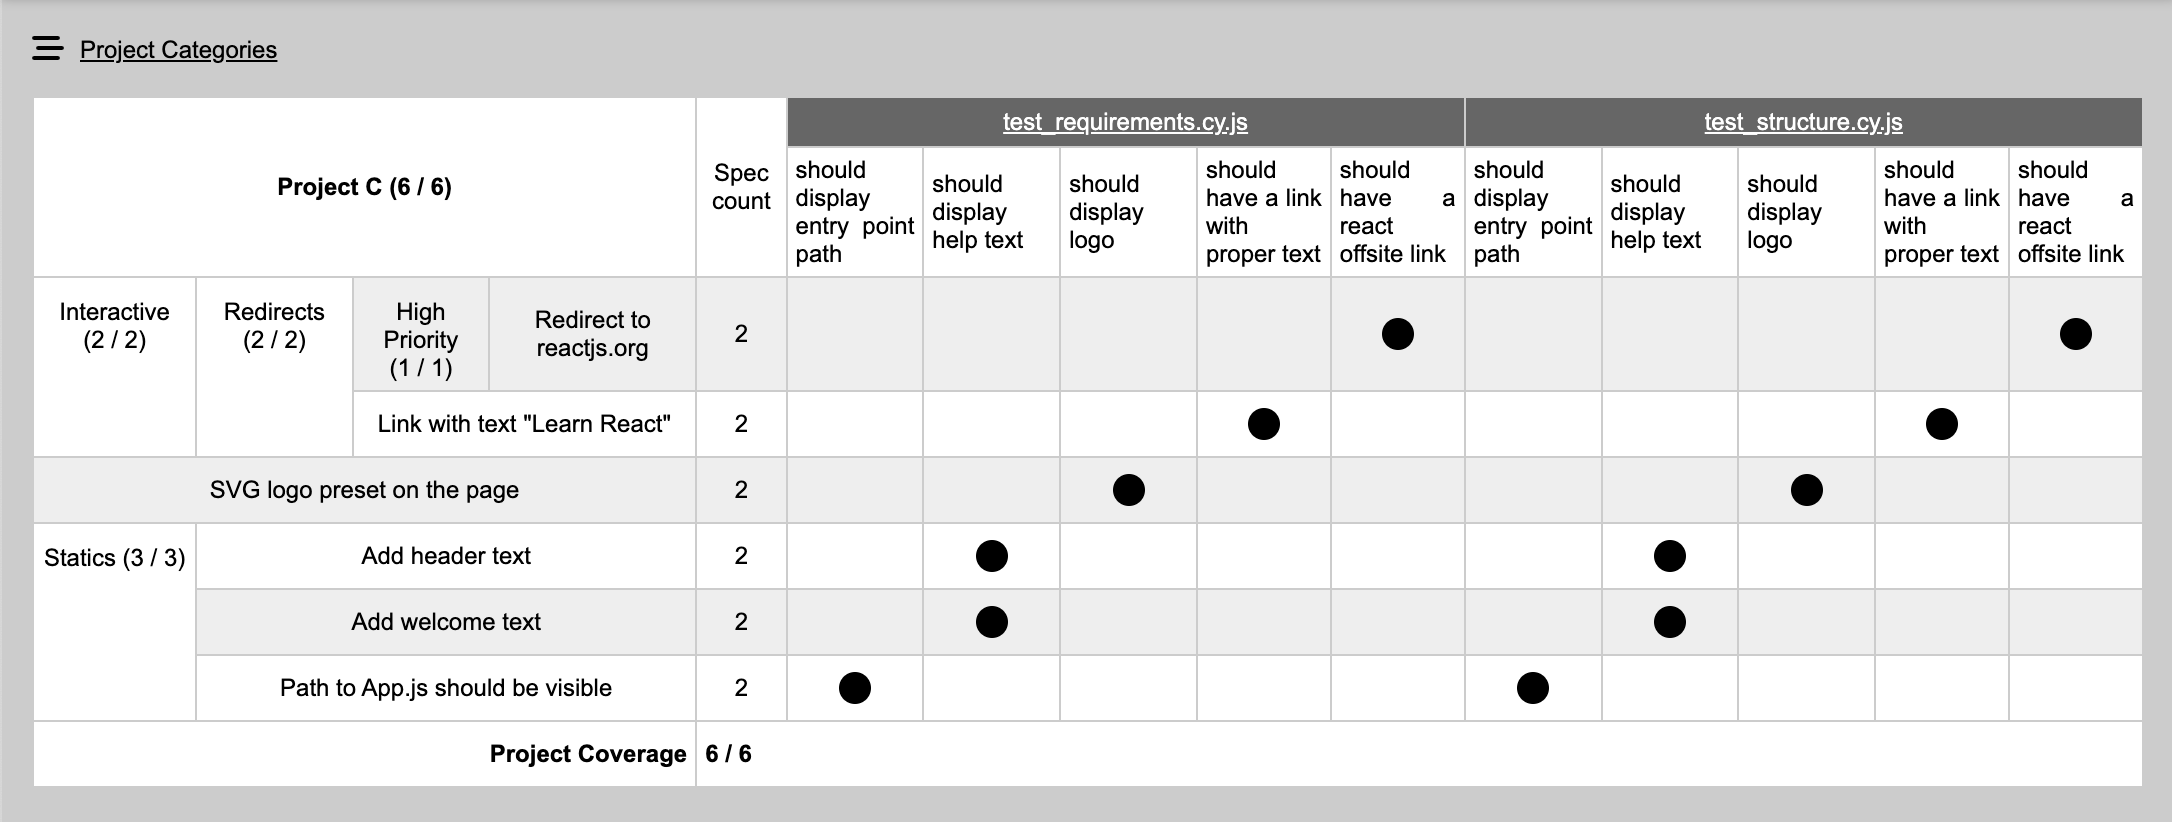 Project Categories
Project C (6 / 6)
Spec
count
test_requirements.cy.js
test_structure.cy.js
should
display
entry point
path
should
display
help text
should
display
logo
should
have a link
with
proper text
should
have a
react
offsite link
should
display
entry point
path
should
display
help text
should
display
logo
should
have a link
with
proper text
should
have a
react
offsite link
Interactive
(2 / 2)
Redirects
(2 / 2)
High
Priority
(1 / 1)
Redirect to
reactjs.org
2
Link with text "Learn React"
2
SVG logo preset on the page
2
Statics (3 / 3)
Add header text
2
Add welcome text
2
Path to App.js should be visible
2
Project Coverage
6 / 6